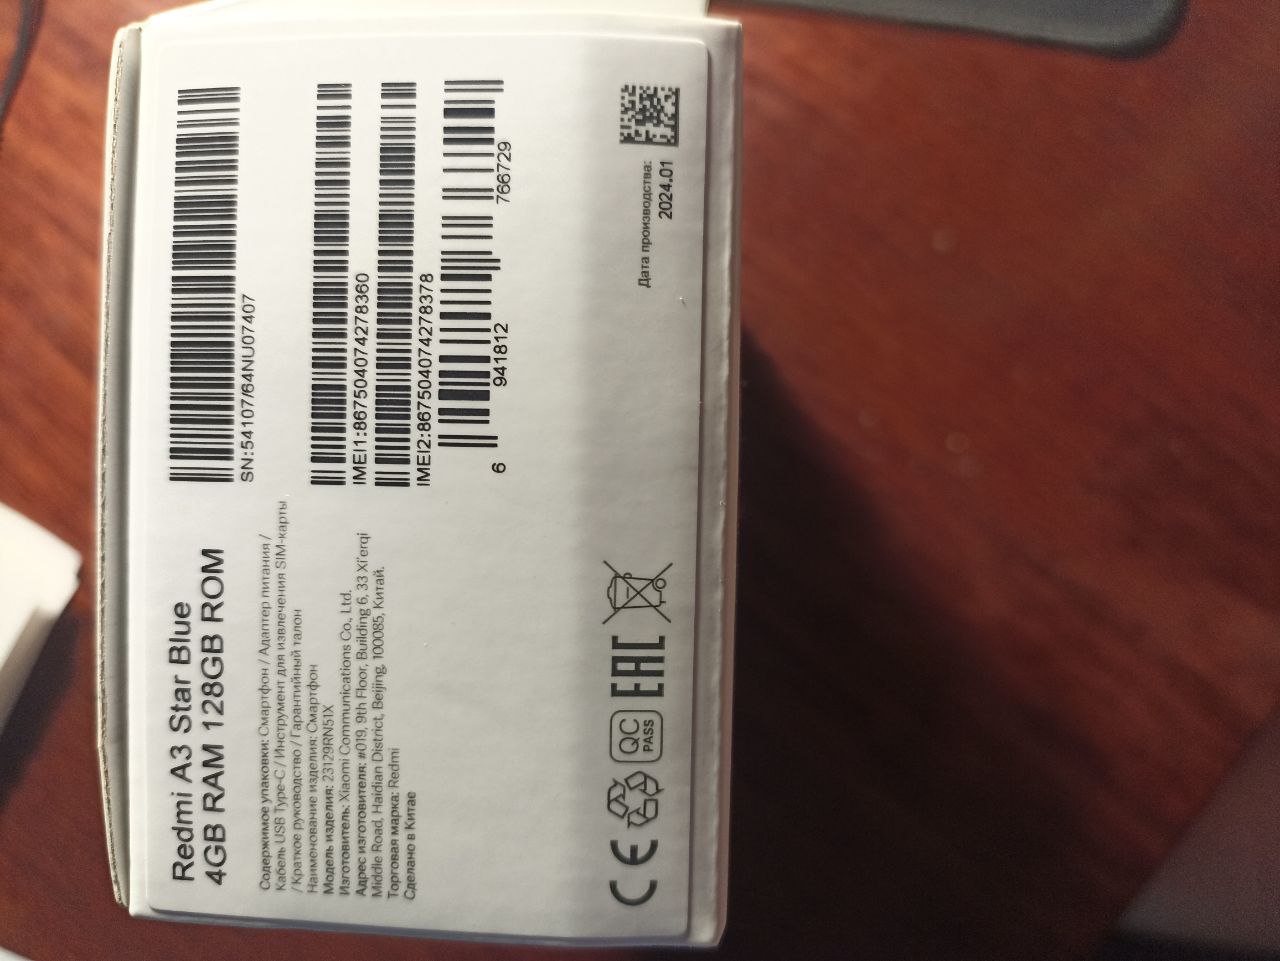 Redmi A3 Star Blue
4GB RAM 128GB ROM
Содержимое упаковки: Смартфон / Адаптер питания /
Кабель USB Type-C / Инструмент для извлечения SIM-карты
/ Краткое руководство / Гарантийный талон
Наименование изделия: Смартфон
Модель изделия: 23129RN51X
Изготовитель: Xiaomi Communications Co., Ltd.
Адрес изготовителя: #019, 9th Floor, Building 6, 33 Xi'erqi
Middle Road, Haidian District, Beijing, 100085, Китай.
Торговая марка: Redmi
Сделано в Китае
SN:54107/64NU07407
IMEI1:867504074278360
IMEI2:867504074278378
6 941812 766729
CE
QC
PASS
EAC
Дата производства:
2024.01